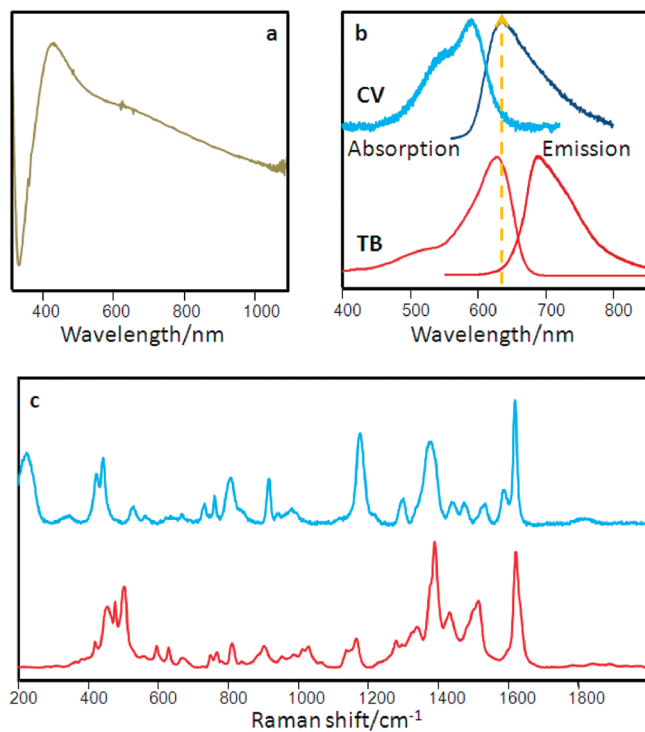 a
400 600 800 1000
Wavelength/nm
b
CV
Absorption Emission
TB
400 500 600 700 800
Wavelength/nm
c
200 400 600 800 1000 1200 1400 1600 1800
Raman shift/cm⁻¹